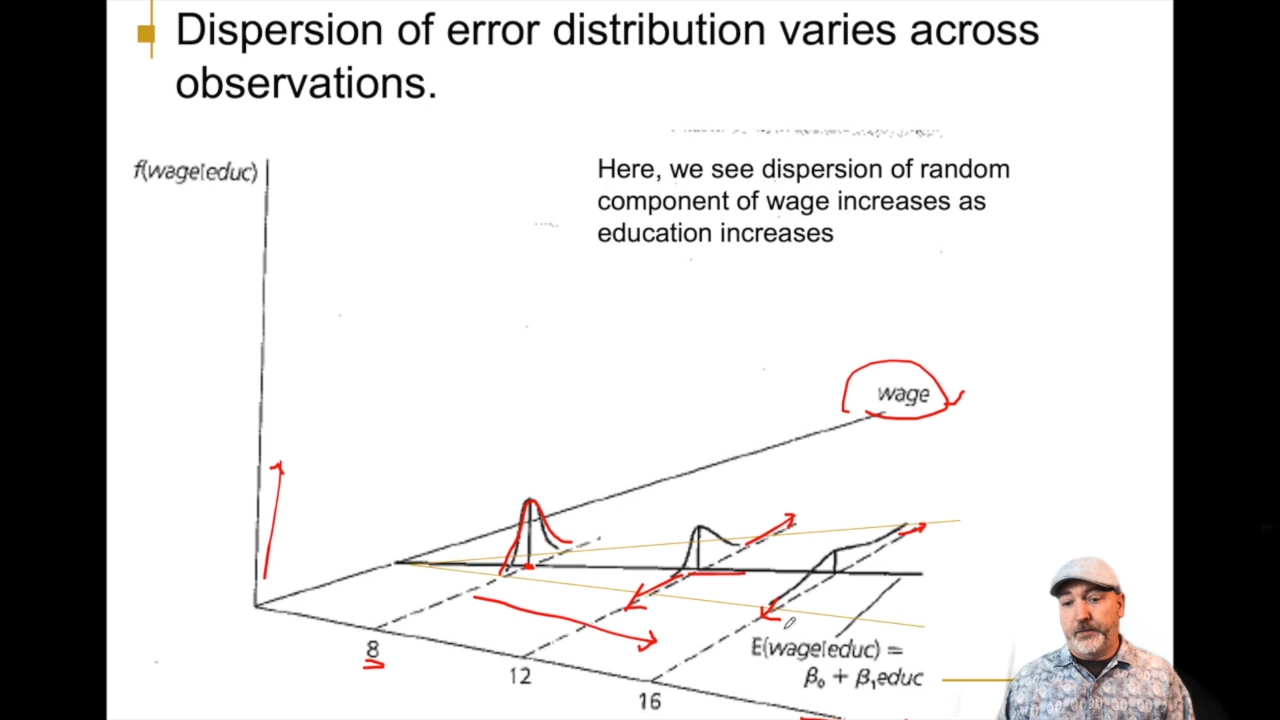 Dispersion of error distribution varies across
observations.
f(wage|educ)
Here, we see dispersion of random
component of wage increases as
education increases
wage
8
12
16
E(wage|educ) =
β₀ + β₁educ